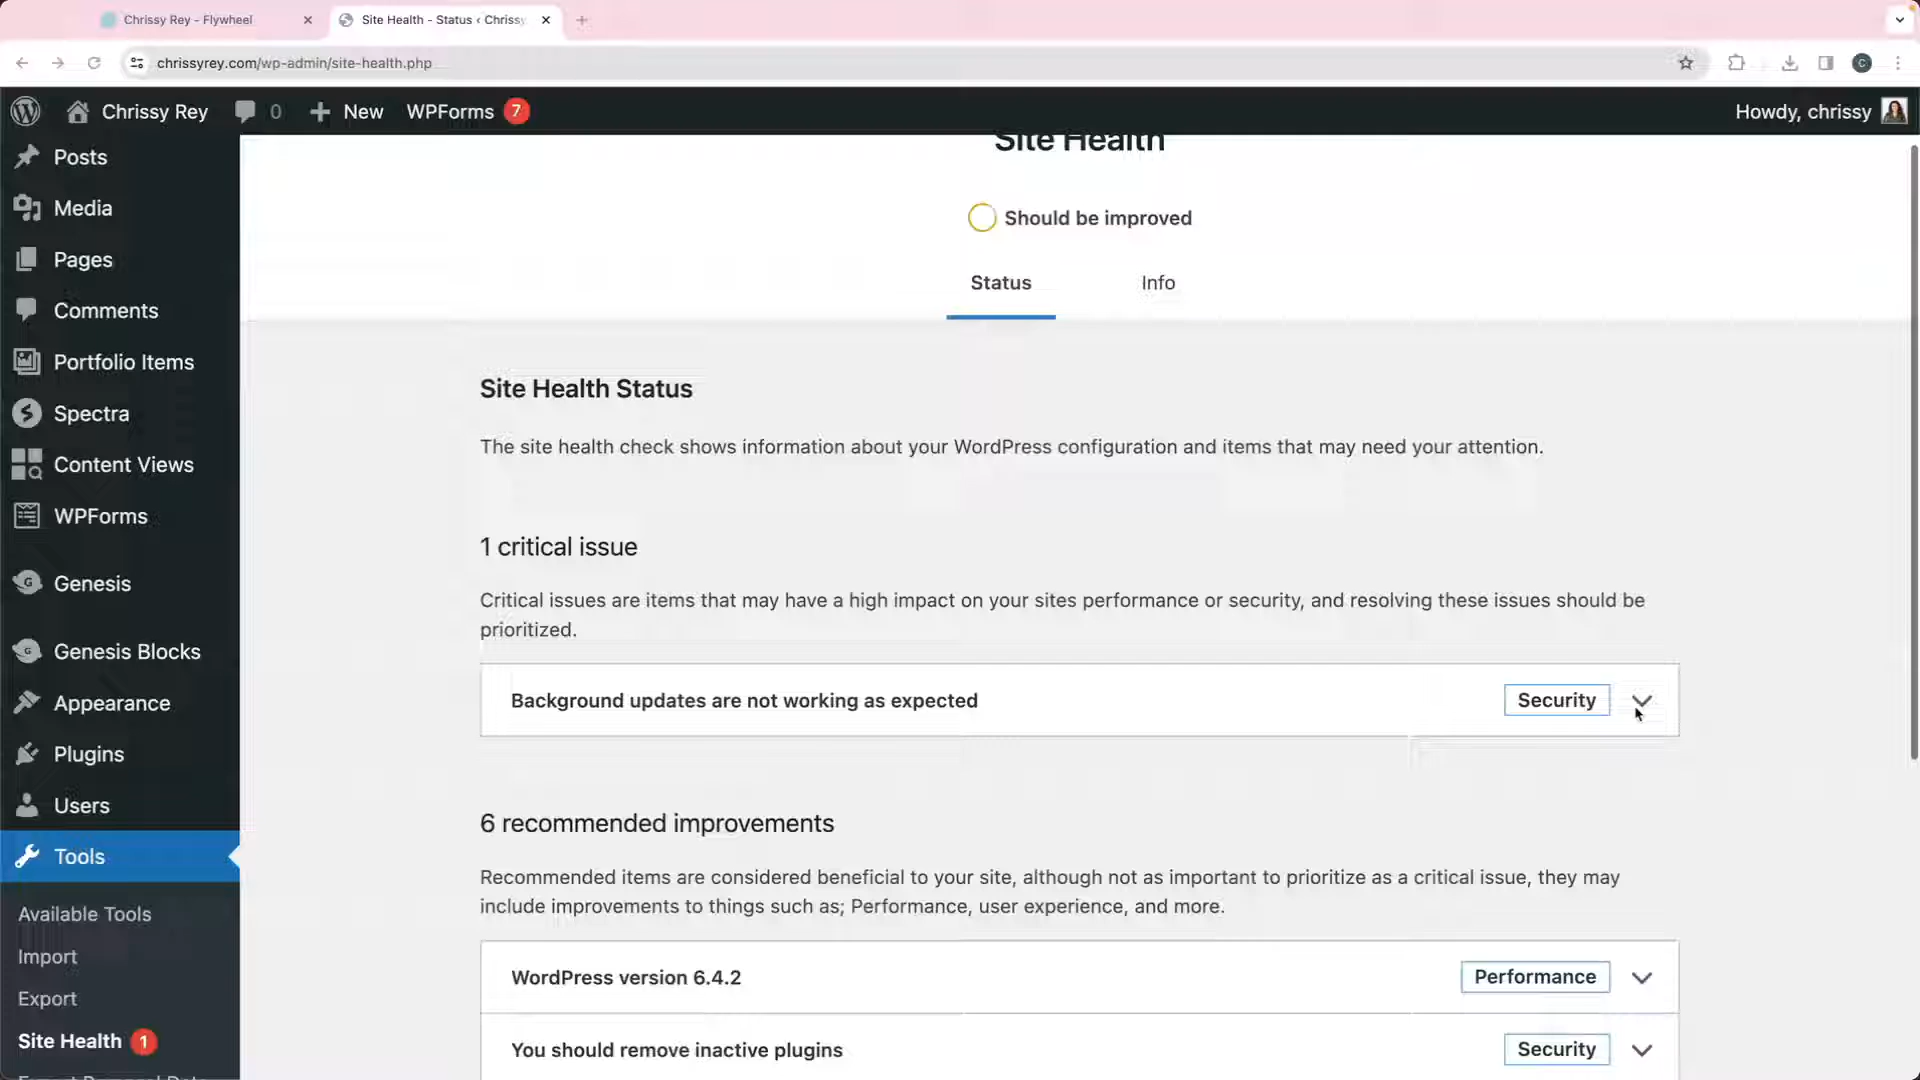 Chrissy Rey - Flywheel
Site Health - Status ‹ Chrissy
chrissyrey.com/wp-admin/site-health.php
C
Chrissy Rey
0
New
WPForms 7
Howdy, chrissy
Posts
Media
Pages
Comments
Portfolio Items
Spectra
Content Views
WPForms
Genesis
Genesis Blocks
Appearance
Plugins
Users
Tools
Available Tools
Import
Export
Site Health 1
Site Health
Should be improved
Status
Info
Site Health Status
The site health check shows information about your WordPress configuration and items that may need your attention.
1 critical issue
Critical issues are items that may have a high impact on your sites performance or security, and resolving these issues should be
prioritized.
Background updates are not working as expected
Security
6 recommended improvements
Recommended items are considered beneficial to your site, although not as important to prioritize as a critical issue, they may
include improvements to things such as; Performance, user experience, and more.
WordPress version 6.4.2
Performance
You should remove inactive plugins
Security